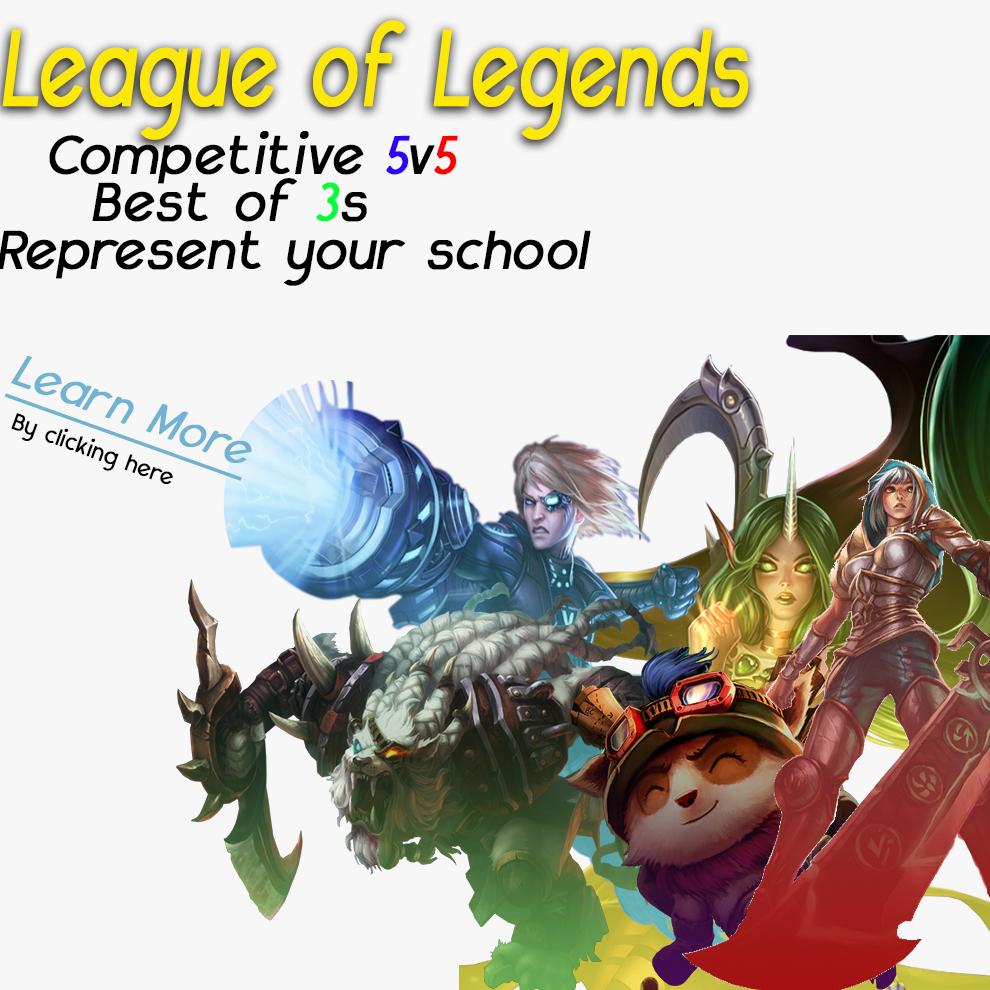 League of Legends
Competitive 5v5
Best of 3s
Represent your school
Learn More
By clicking here